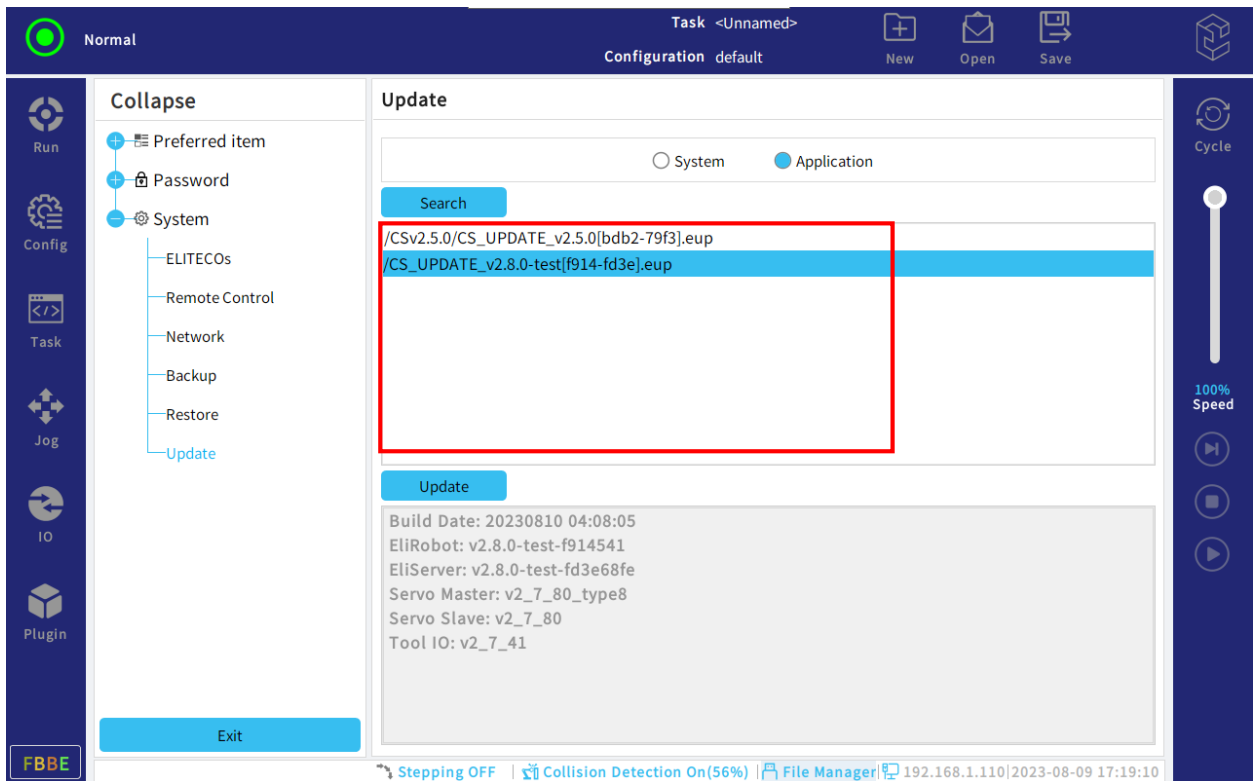 Normal
Task <Unnamed>
Configuration default
New
Open
Save
Run
Config
Task
Jog
IO
Plugin
FBBE
Collapse
Preferred item
Password
System
ELITECOs
Remote Control
Network
Backup
Restore
Update
Exit
Update
System Application
Search
/CSv2.5.0/CS_UPDATE_v2.5.0[bdb2-79f3].eup
/CS_UPDATE_v2.8.0-test[f914-fd3e].eup
Update
Build Date: 20230810 04:08:05
EliRobot: v2.8.0-test-f914541
EliServer: v2.8.0-test-fd3e68fe
Servo Master: v2_7_80_type8
Servo Slave: v2_7_80
Tool IO: v2_7_41
Cycle
100%
Speed
Stepping OFF | Collision Detection On(56%) | File Manager| 192.168.1.110|2023-08-09 17:19:10